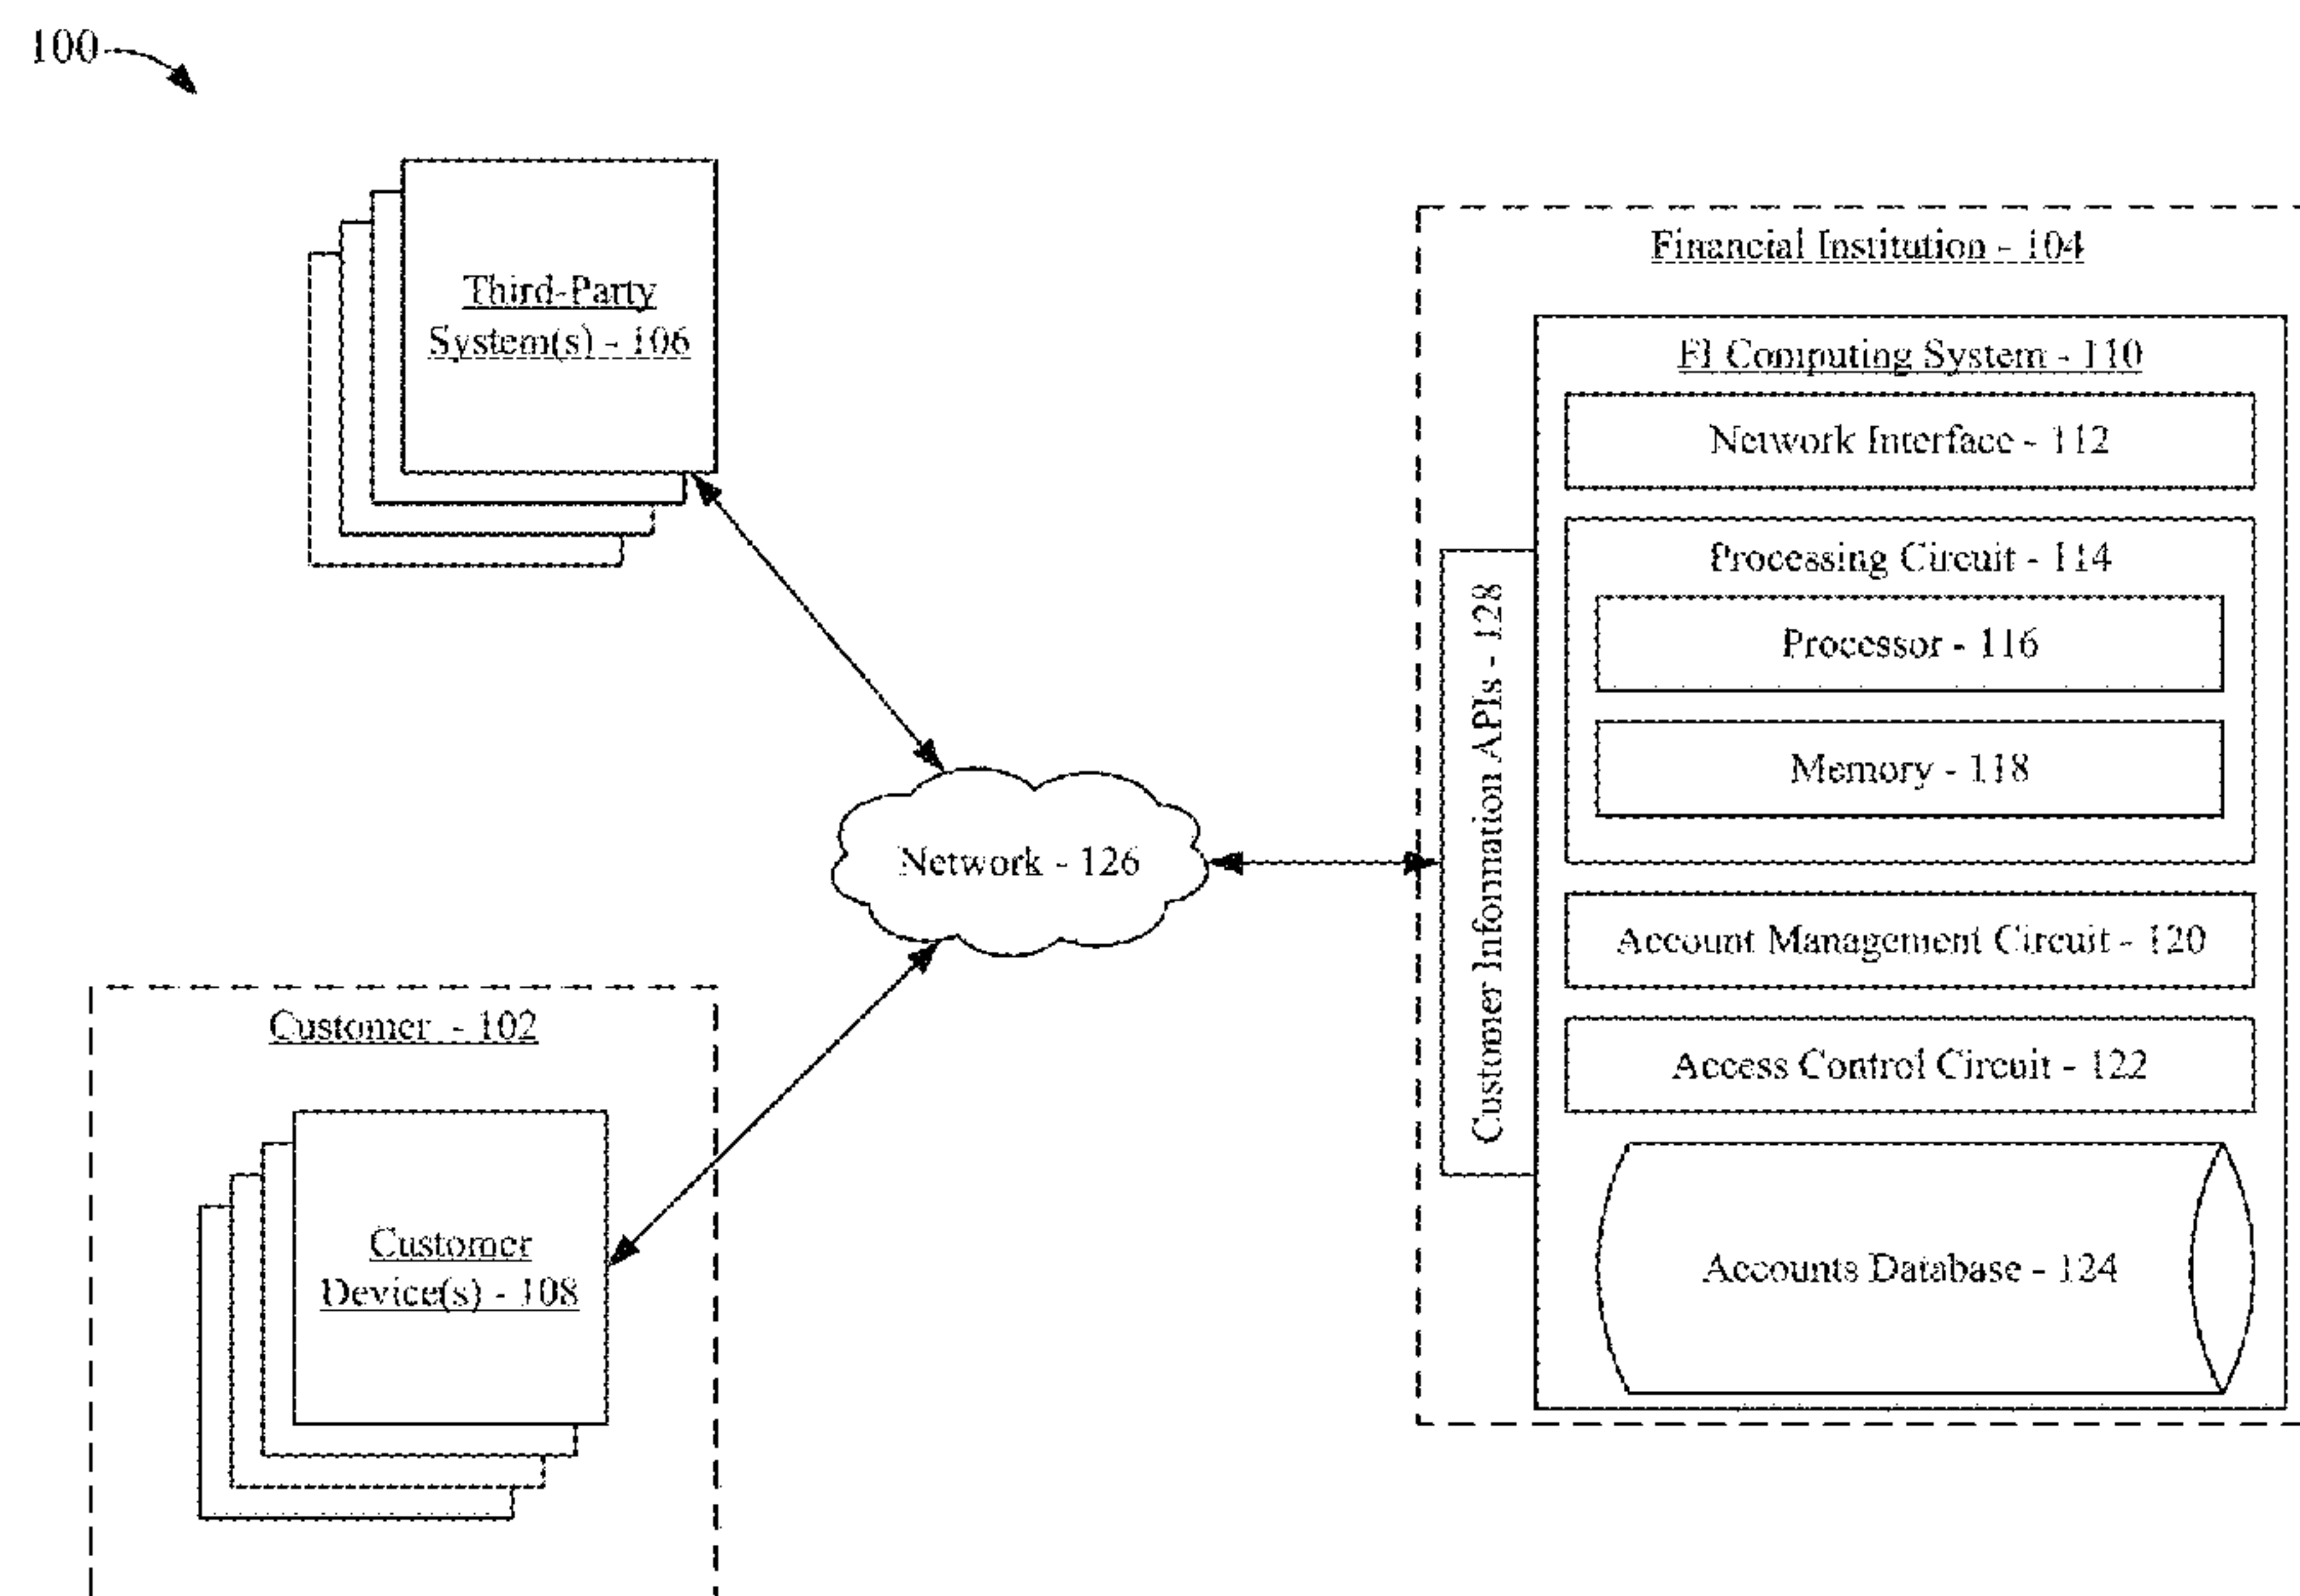 100
Third-Party
System(s) - 106
Financial Institution - 104
FI Computing System - 110
Network Interface - 112
Processing Circuit - 114
Processor - 116
Memory - 118
Customer Information APIs - 128
Network - 126
Account Management Circuit - 120
Access Control Circuit - 122
Accounts Database - 124
Customer - 102
Customer
Device(s) - 108